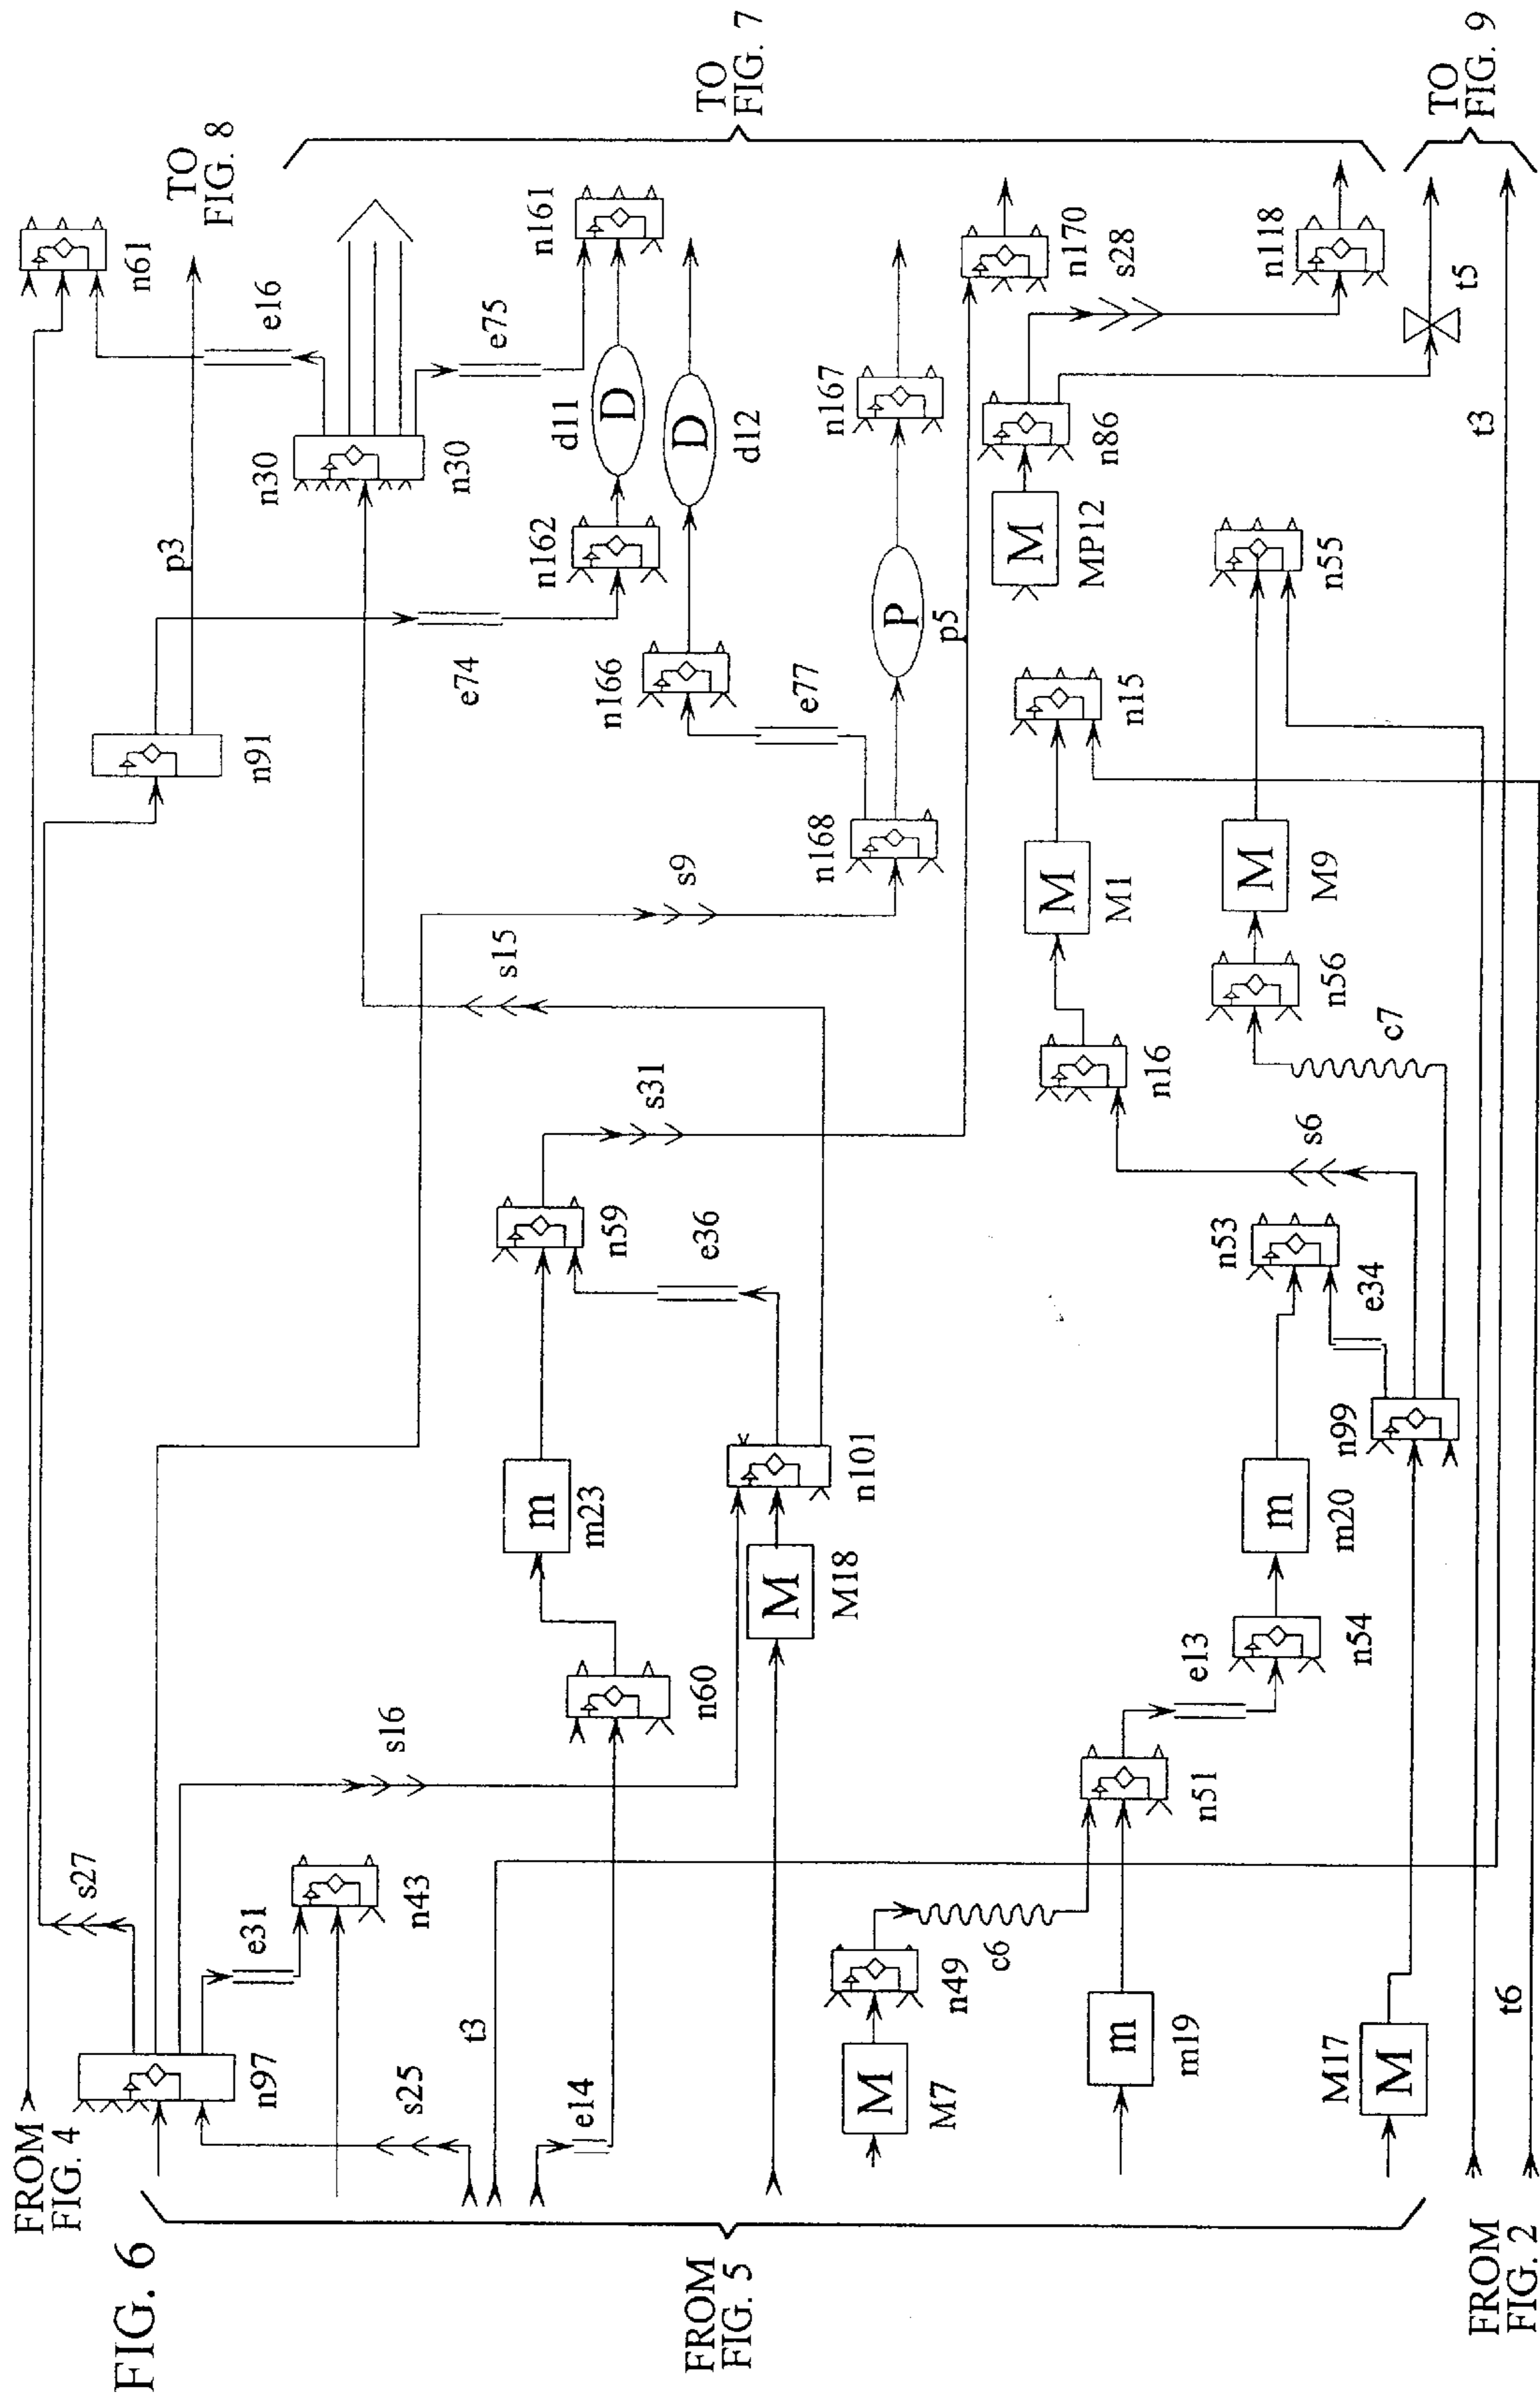 FIG. 6
FROM
FIG. 4
FROM
FIG. 5
FROM
FIG. 2
TO
FIG. 8
TO
FIG. 7
TO
FIG. 9
n97
s27
e31
n43
s25
t3
e14
s16
n60
m
m23
M
M18
n101
n59
e36
s31
s15
s9
n91
p3
e74
n61
e16
n30
n30
e75
n161
n162
D
d11
D
d12
n166
e77
n168
P
n167
p5
n170
s28
n118
n86
M
MP12
t5
t3
M
M7
n49
c6
m
m19
n51
e13
n54
m
m20
n53
e34
n99
M17
M
s6
n16
M
M1
n15
c7
n56
M
M9
n55
t6